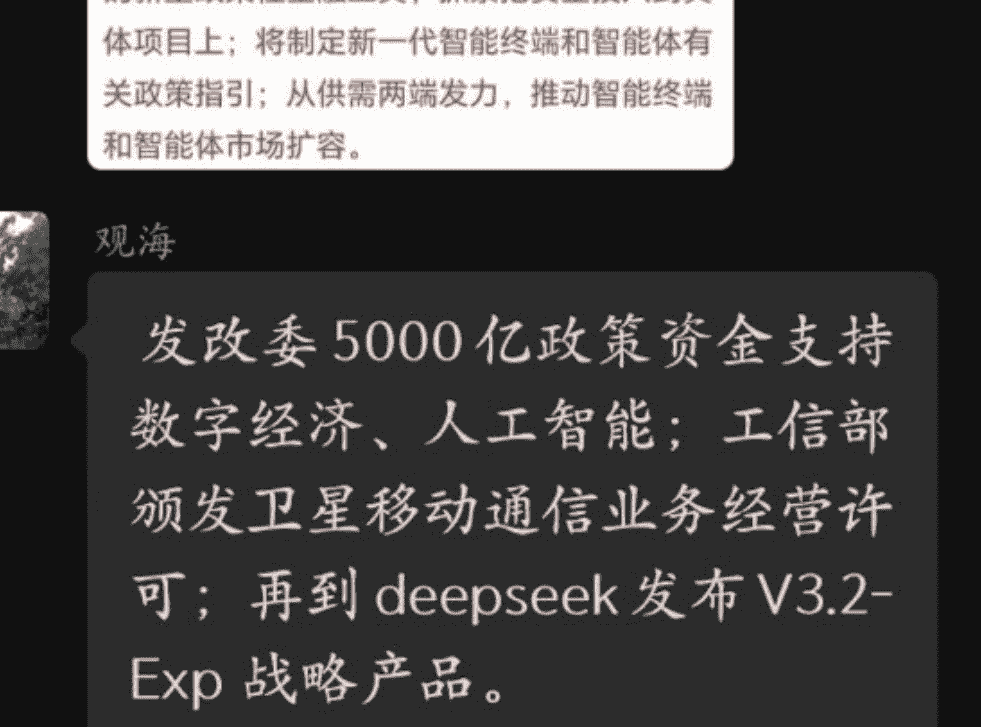 体项目上；将制定新一代智能终端和智能体有
关政策指引；从供需两端发力，推动智能终端
和智能体市场扩容。
观海
发改委5000亿政策资金支持
数字经济、人工智能；工信部
颁发卫星移动通信业务经营许
可；再到deepseek发布V3.2-
Exp 战略产品。